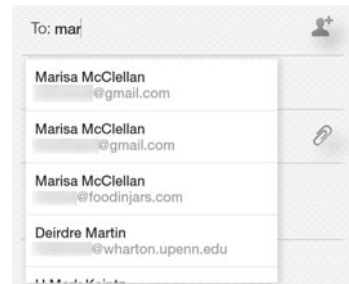 To: mar
Marisa McClellan
@gmail.com
Marisa McClellan
@gmail.com
Marisa McClellan
@foodinjars.com
Deirdre Martin
@wharton.upenn.edu